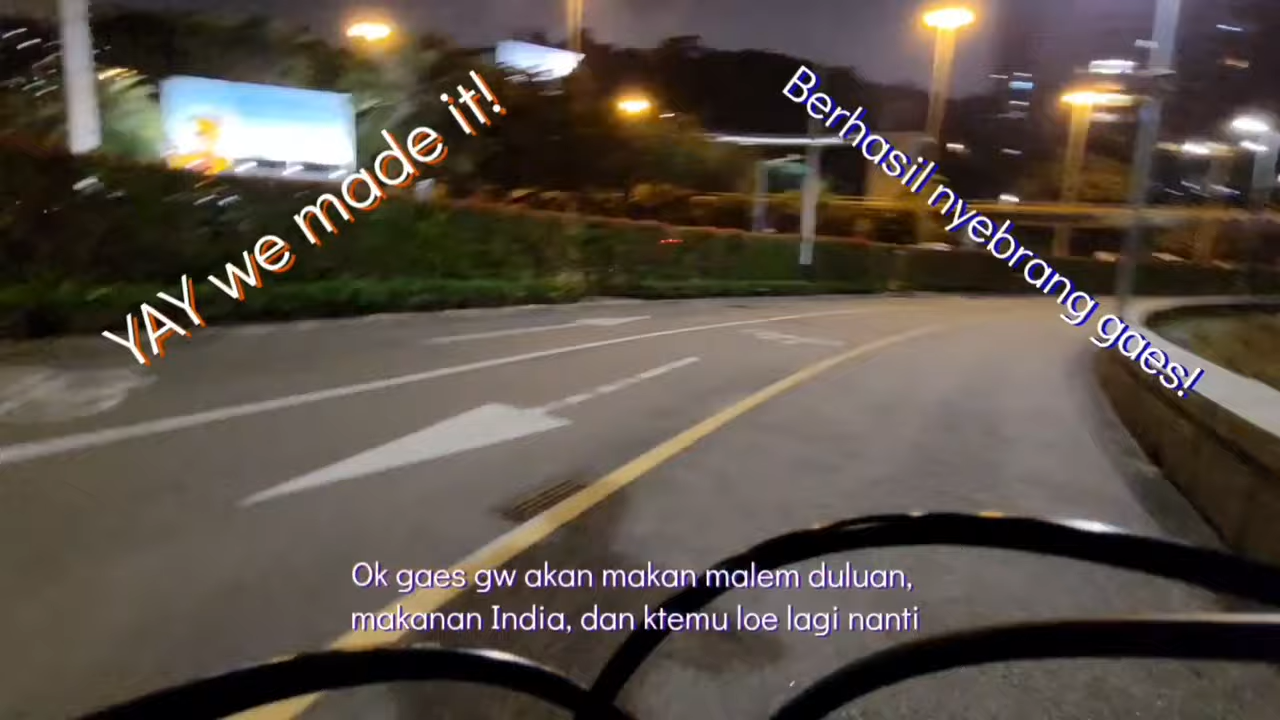 YAY we made it!
Berhasil nyebrang gaes!
Ok gaes gw akan makan malem duluan,
makanan India, dan ktemu loe lagi nanti